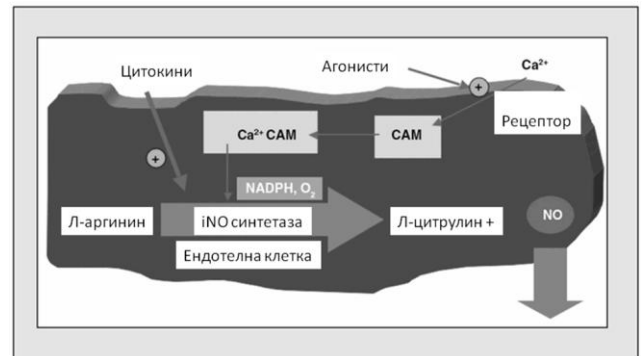 Цитокини
Агонисти
Ca²⁺
+
Рецептор
Ca²⁺ CAM
CAM
+
NADPH, O₂
Л-аргинин
iNO синтетаза
Л-цитрулин +
NO
Ендотелна клетка